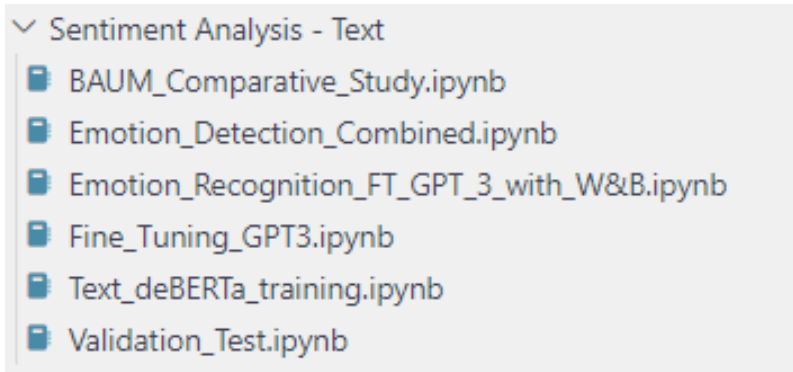 Sentiment Analysis - Text
BAUM_Comparative_Study.ipynb
Emotion_Detection_Combined.ipynb
Emotion_Recognition_FT_GPT_3_with_W&B.ipynb
Fine_Tuning_GPT3.ipynb
Text_deBERTa_training.ipynb
Validation_Test.ipynb